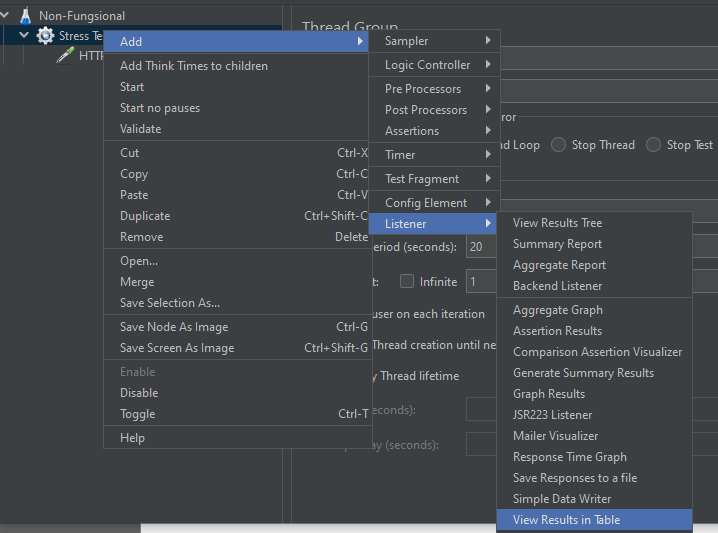 Non-Fungsional
Thread Group
Stress Te
HTTP
Add
Add Think Times to children
Start
Start no pauses
Validate
Cut Ctrl-X
Copy Ctrl-C
Paste Ctrl-V
Duplicate Ctrl+Shift-C
Remove Delete
Open...
Merge
Save Selection As...
Save Node As Image Ctrl-G
Save Screen As Image Ctrl+Shift-G
Enable
Disable
Toggle Ctrl-T
Help
Sampler
Logic Controller
Pre Processors
Post Processors
Assertions
Timer
Test Fragment
Config Element
Listener
View Results Tree
Summary Report
Aggregate Report
Backend Listener
Aggregate Graph
Assertion Results
Comparison Assertion Visualizer
Generate Summary Results
Graph Results
JSR223 Listener
Mailer Visualizer
Response Time Graph
Save Responses to a file
Simple Data Writer
View Results in Table
ror
d Loop Stop Thread Stop Test
eriod (seconds): 20
t: Infinite 1
user on each iteration
Thread creation until ne
y Thread lifetime
seconds):
ay (seconds):